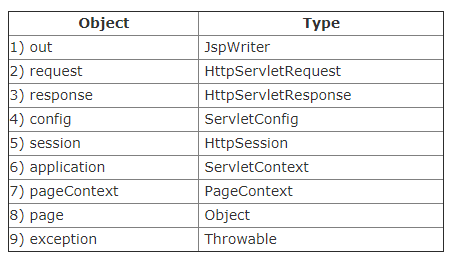 Object Type
1) out JspWriter
2) request HttpServletRequest
3) response HttpServletResponse
4) config ServletConfig
5) session HttpSession
6) application ServletContext
7) pageContext PageContext
8) page Object
9) exception Throwable